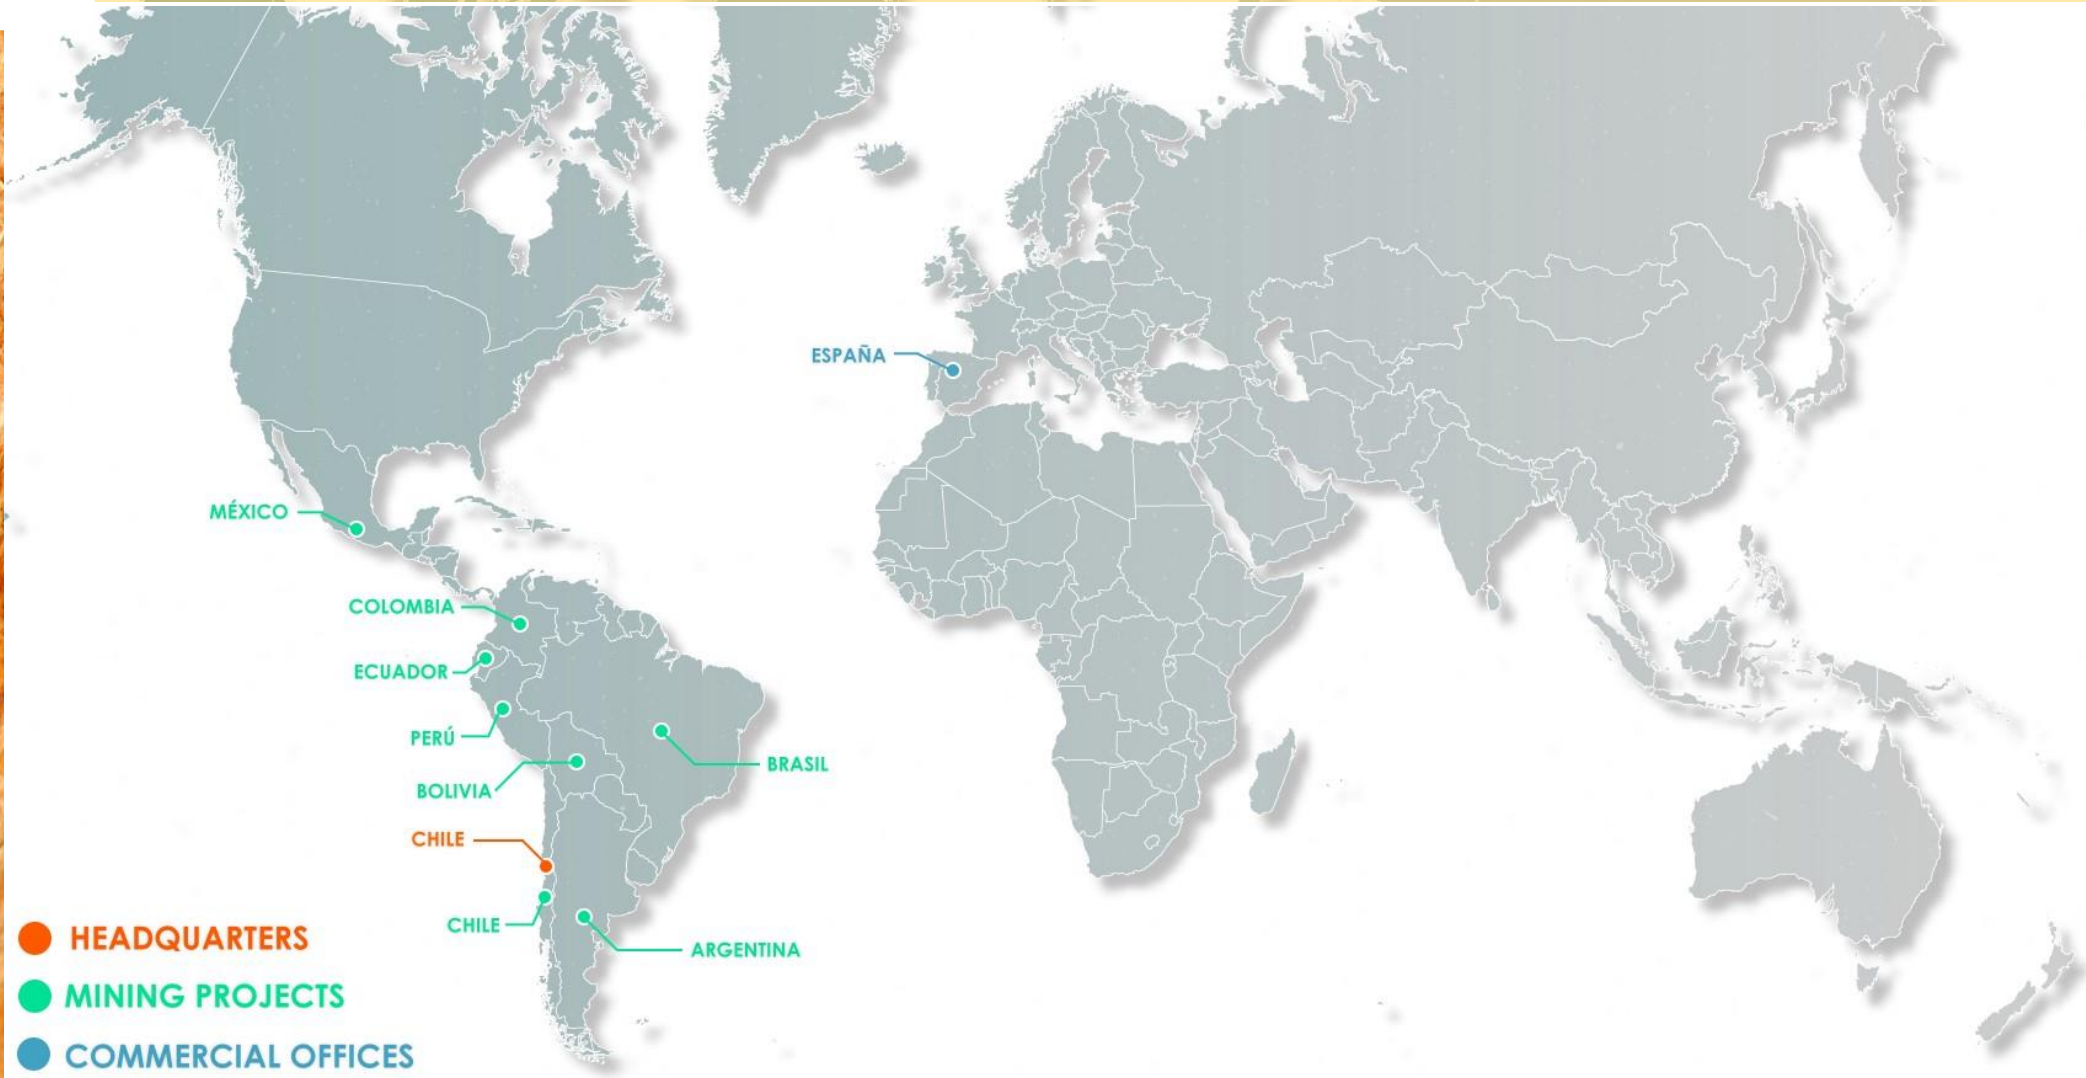 ESPAÑA
MÉXICO
COLOMBIA
ECUADOR
PERÚ
BRASIL
BOLIVIA
CHILE
CHILE
ARGENTINA
HEADQUARTERS
MINING PROJECTS
COMMERCIAL OFFICES